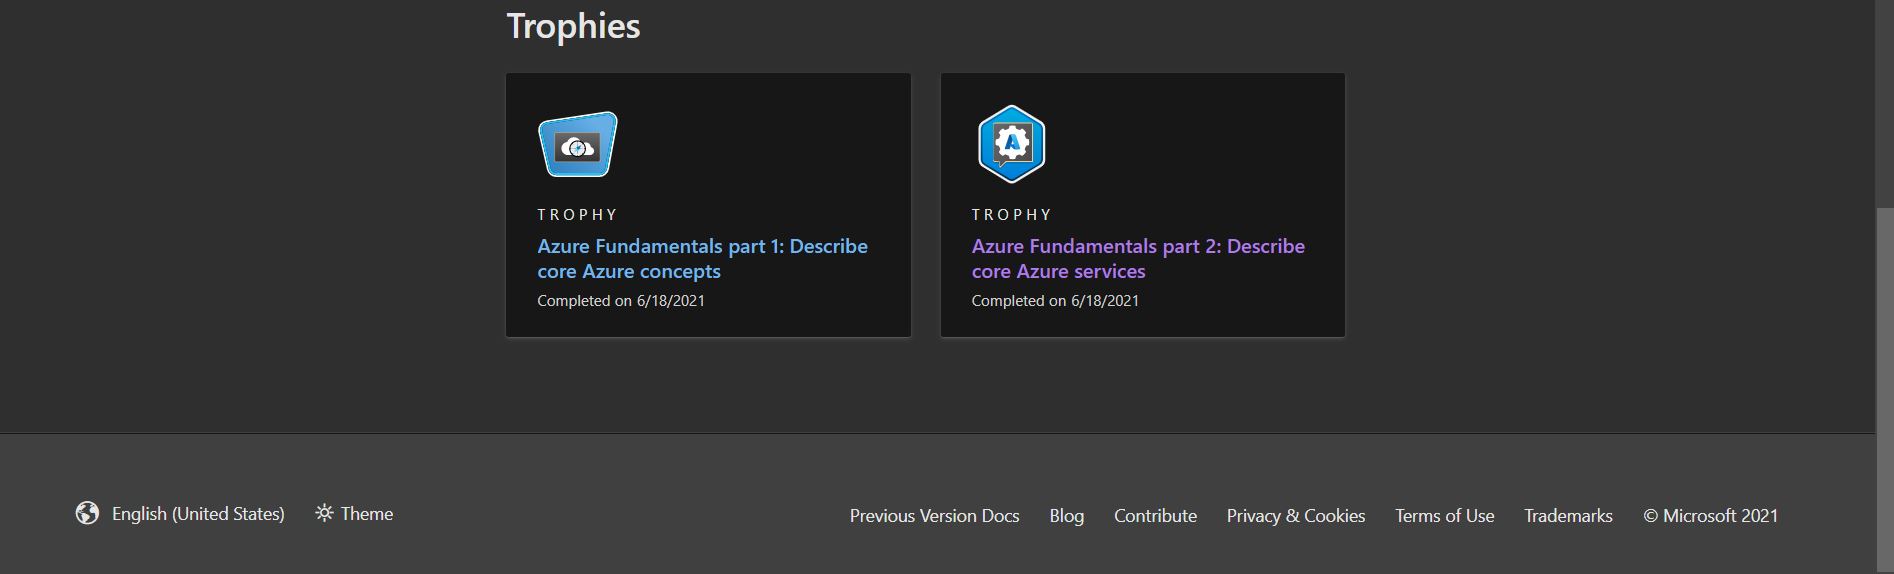 Trophies
TROPHY
Azure Fundamentals part 1: Describe
core Azure concepts
Completed on 6/18/2021
TROPHY
Azure Fundamentals part 2: Describe
core Azure services
Completed on 6/18/2021
English (United States) Theme
Previous Version Docs Blog Contribute Privacy & Cookies Terms of Use Trademarks © Microsoft 2021